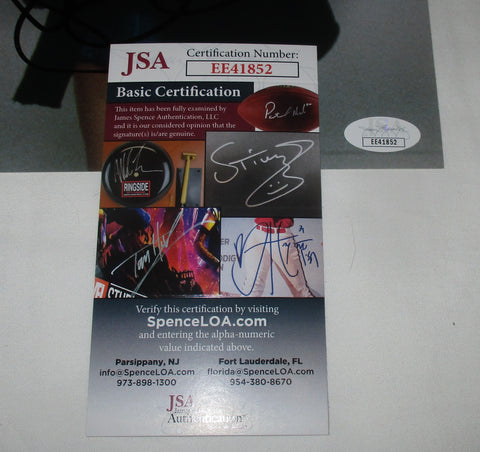 JSA
Certification Number:
EE41852
Basic Certification
This item has been fully examined by
James Spence Authentication, LLC
and it is our considered opinion that the
signature(s) is/are genuine.
RINGSIDE
EE41852
Verify this certification by visiting
SpenceLOA.com
and entering the alpha-numeric
value indicated above.
Parsippany, NJ
info@SpenceLOA.com
973-898-1300
Fort Lauderdale, FL
florida@SpenceLOA.com
954-380-8670
JSA
Authentication